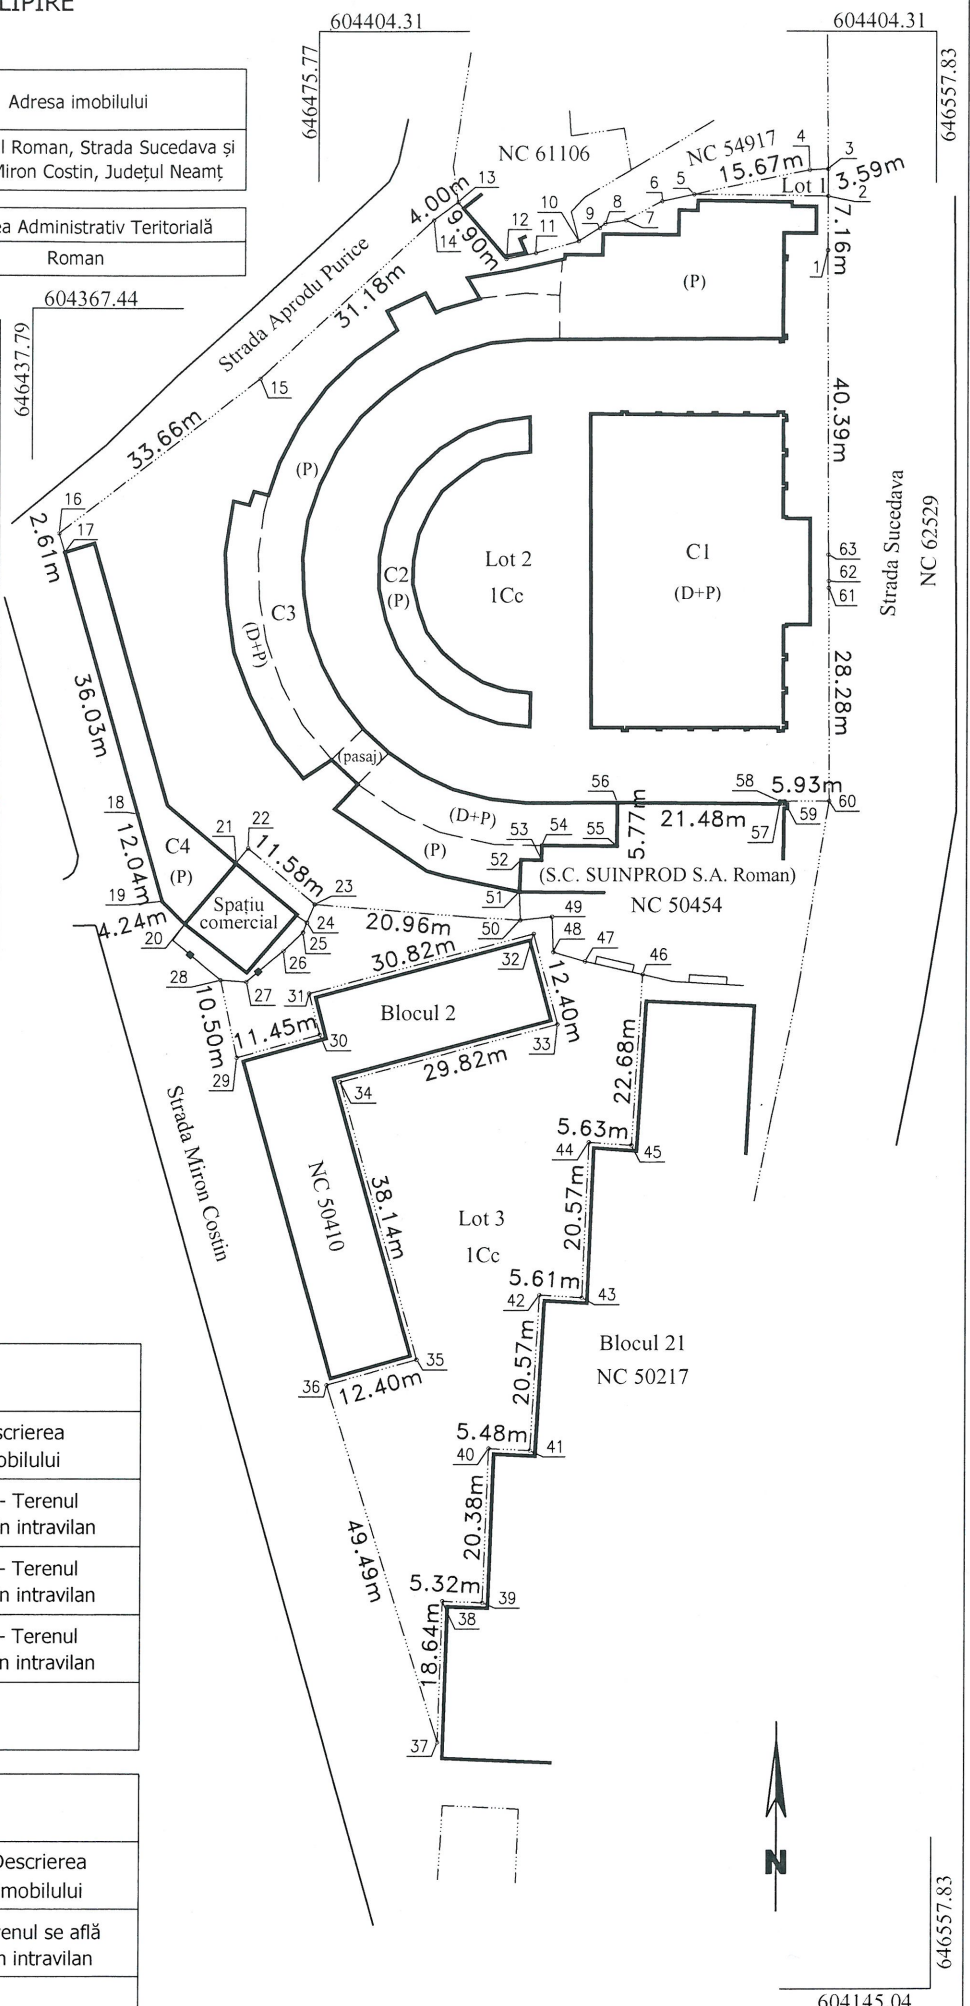 LIPIRE
604404.31
604404.31
646475.77
646557.83
Adresa imobilului
l Roman, Strada Sucedava și
Miron Costin, Județul Neamț
ea Administrativ Teritorială
Roman
604367.44
646437.79
NC 61106
NC 54917
4
3
15.67m
3.59m
Lot 1
2
13
4.00m
14
9.90m
12
11
10
9
8
7
6
5
7.16m
1
(P)
Strada Aprodu Purice
31.18m
15
33.66m
16
17
2.61m
40.39m
(P)
Lot 2
1Cc
C1
(D+P)
C2
(P)
C3
(D+P)
63
62
61
Strada Sucedava
NC 62529
28.28m
36.03m
(pasaj)
56
58
5.93m
60
59
57
5.77m
21.48m
(D+P)
(P)
53
54
55
52
51
18
12.04m
C4
(P)
21
22
11.58m
23
19
4.24m
20
Spațiu
comercial
24
25
26
20.96m
(S.C. SUINPROD S.A. Roman)
NC 50454
50
49
48
47
46
28
27
30.82m
32
31
Blocul 2
12.40m
33
10.50m
11.45m
30
29
29.82m
34
22.68m
5.63m
44
45
Strada Miron Costin
NC 50410
38.14m
Lot 3
1Cc
20.57m
5.61m
42
43
Blocul 21
NC 50217
35
36
12.40m
20.57m
5.48m
40
41
scrierea
obilului
- Terenul
n intravilan
- Terenul
n intravilan
- Terenul
n intravilan
49.49m
20.38m
5.32m
39
38
18.64m
37
Descrierea
mobilului
enul se află
n intravilan
N
646557.83
604145.04